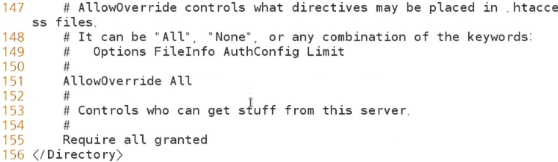 147     # AllowOverride controls what directives may be placed in .htacce
ss files.
148     # It can be "All", "None", or any combination of the keywords:
149     #   Options FileInfo AuthConfig Limit
150     #
151     AllowOverride All
152     #
153     # Controls who can get stuff from this server.
154     #
155     Require all granted
156 </Directory>